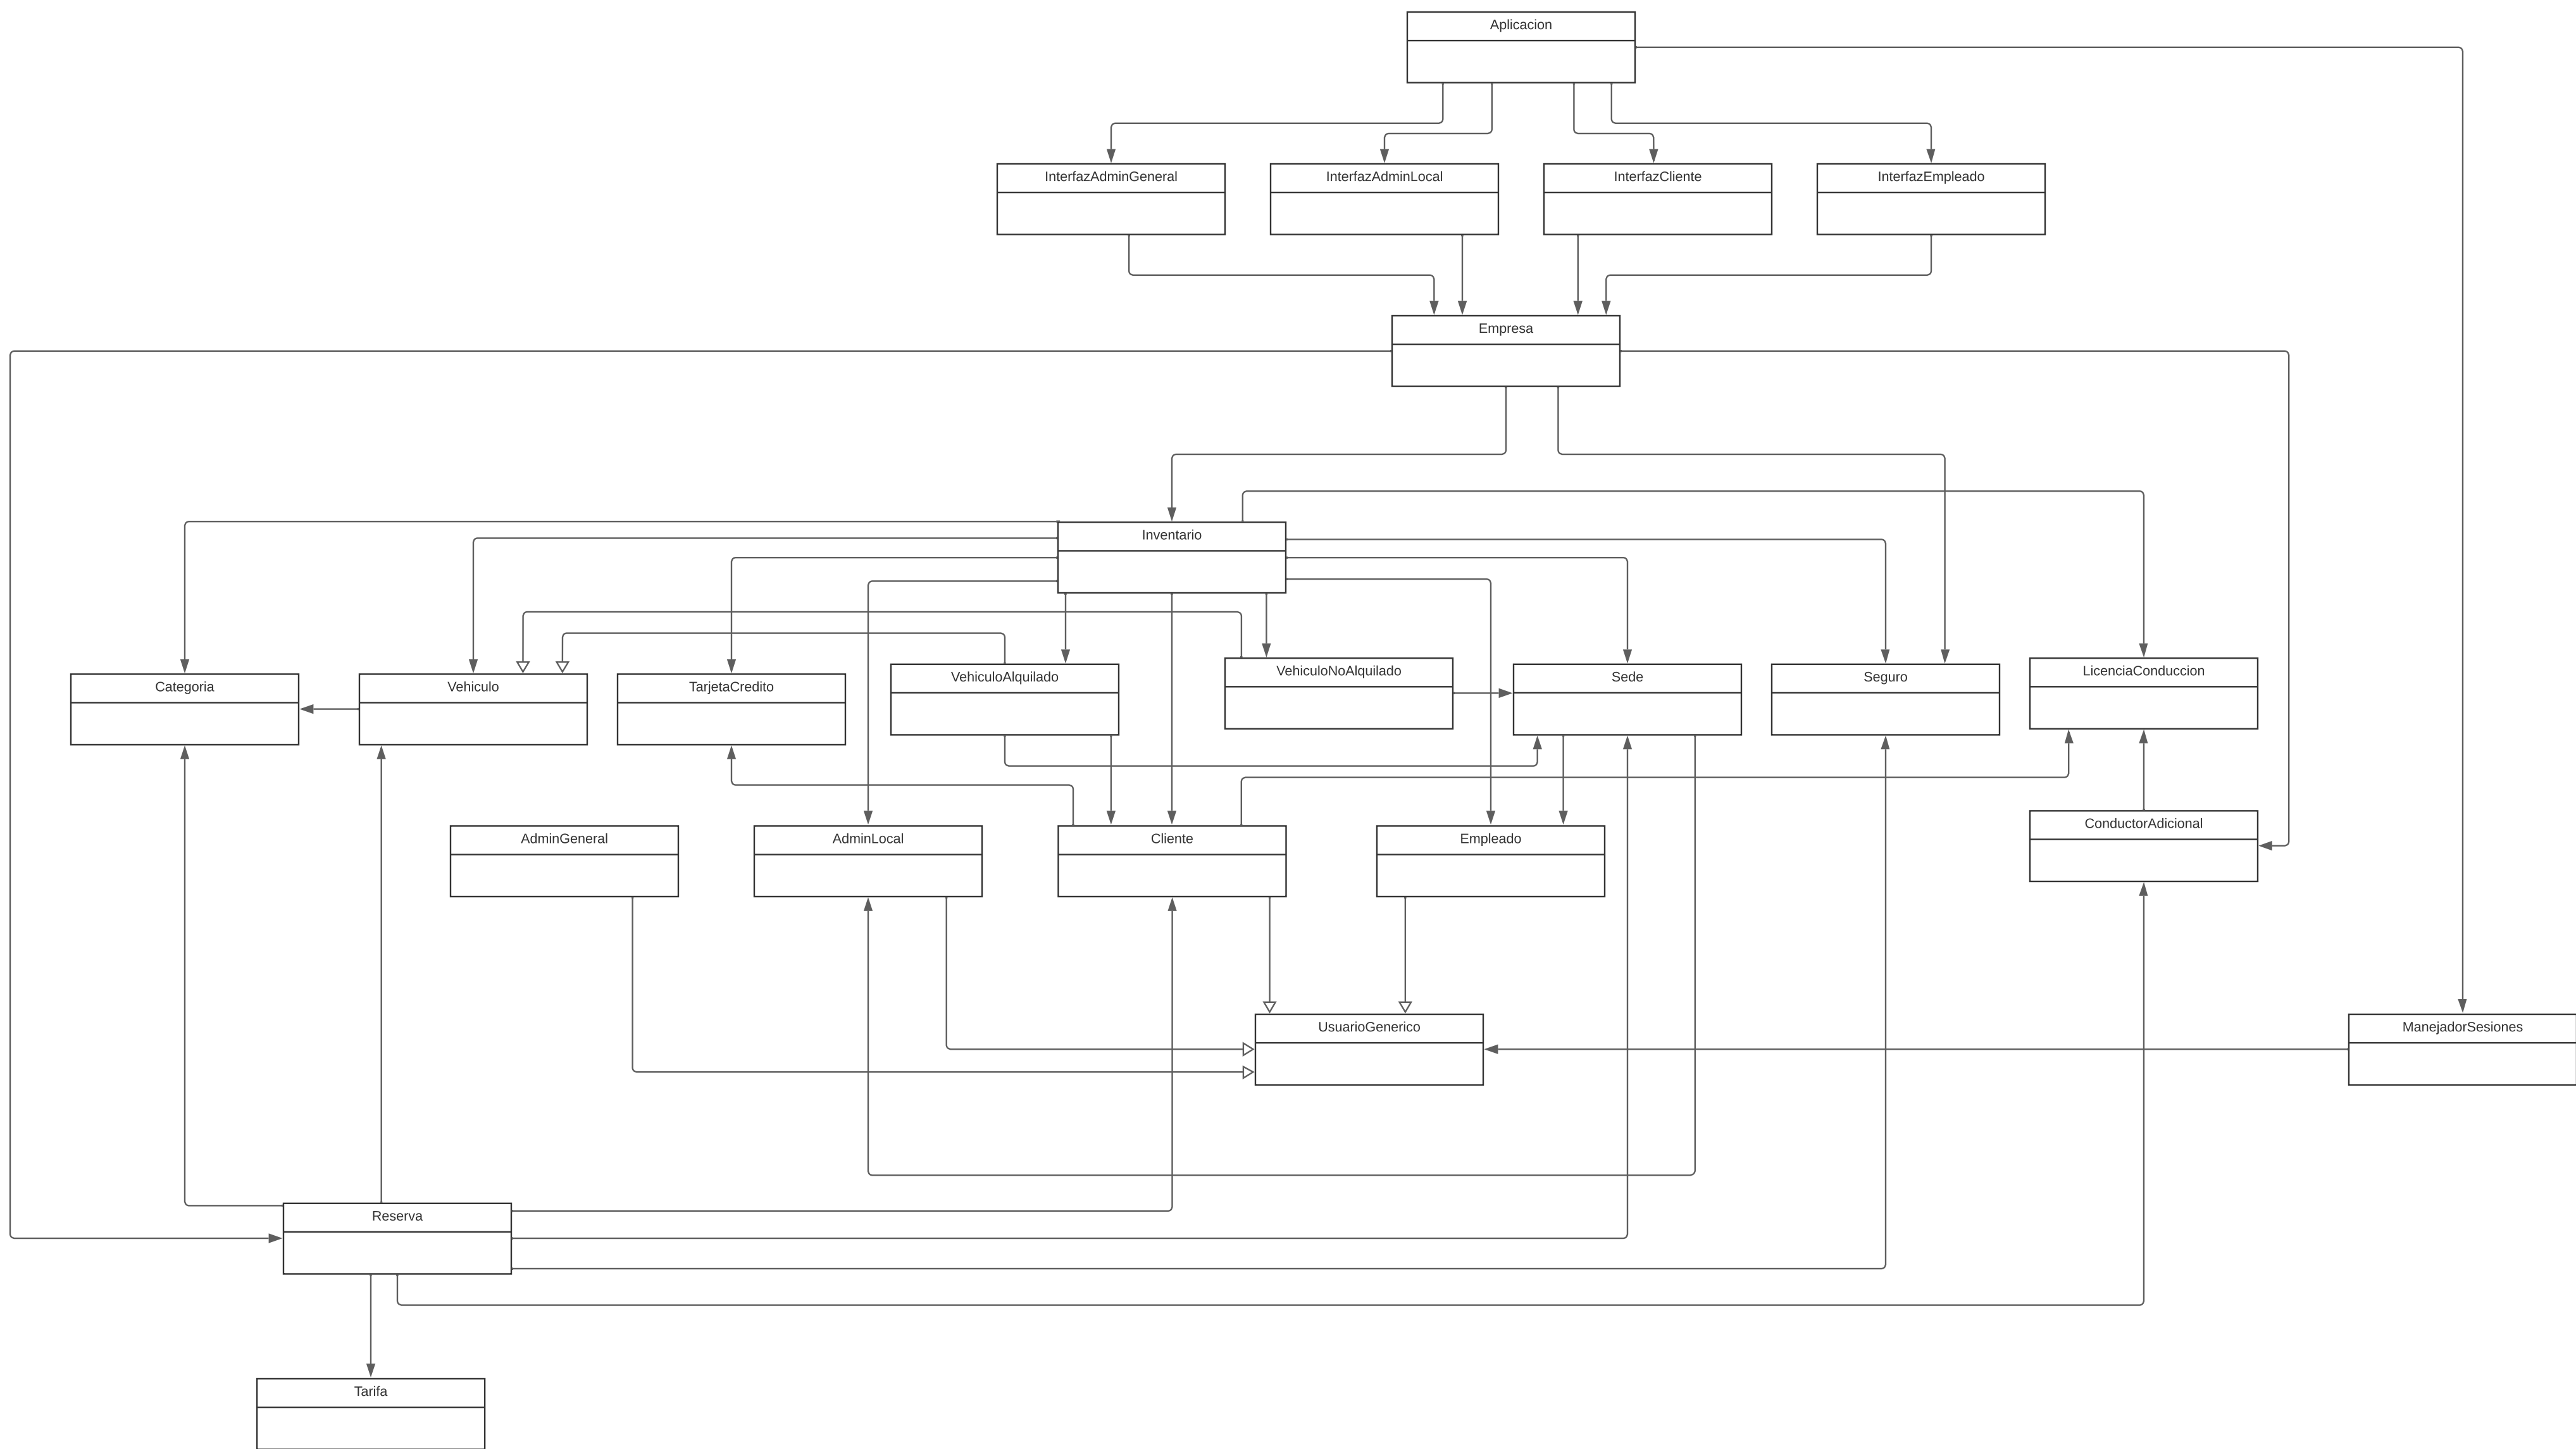 Aplicacion
InterfazAdminGeneral
InterfazAdminLocal
InterfazCliente
InterfazEmpleado
Empresa
Inventario
Categoria
Vehiculo
TarjetaCredito
VehiculoAlquilado
VehiculoNoAlquilado
Sede
Seguro
LicenciaConduccion
AdminGeneral
AdminLocal
Cliente
Empleado
ConductorAdicional
UsuarioGenerico
ManejadorSesiones
Reserva
Tarifa